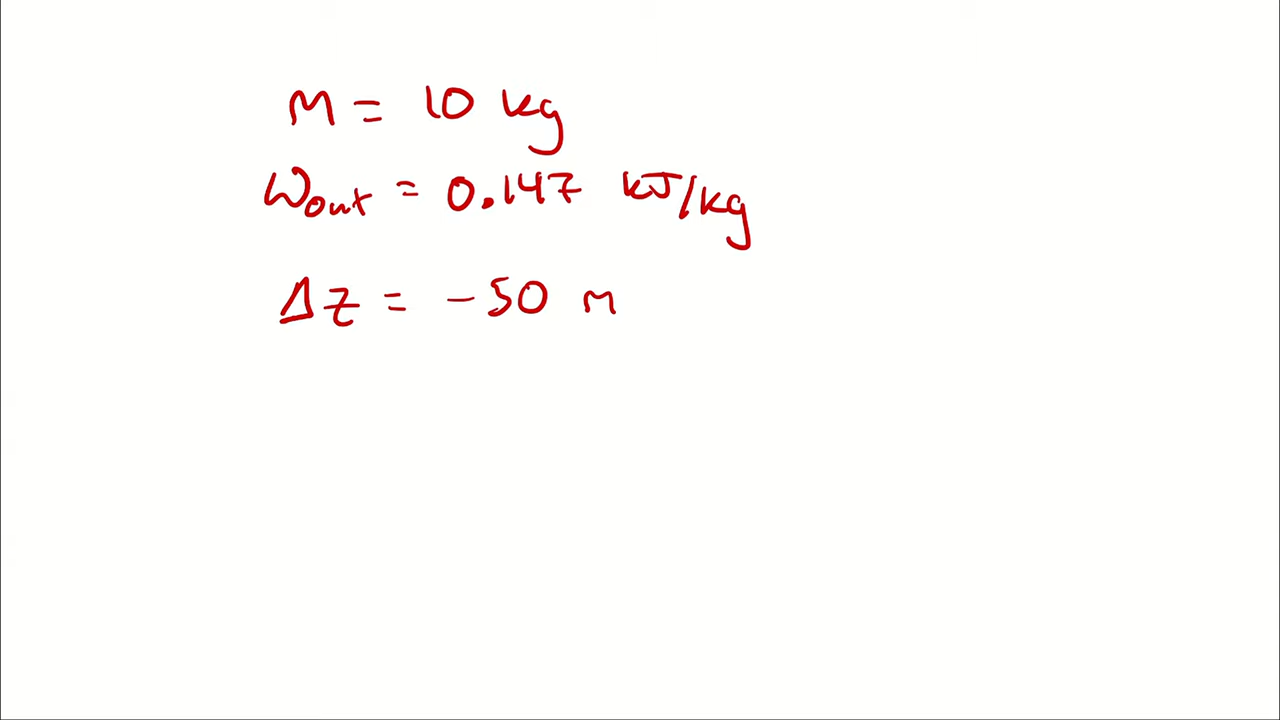 m = 10 kg
Wout = 0.147 kJ/kg
Δz = -50 m